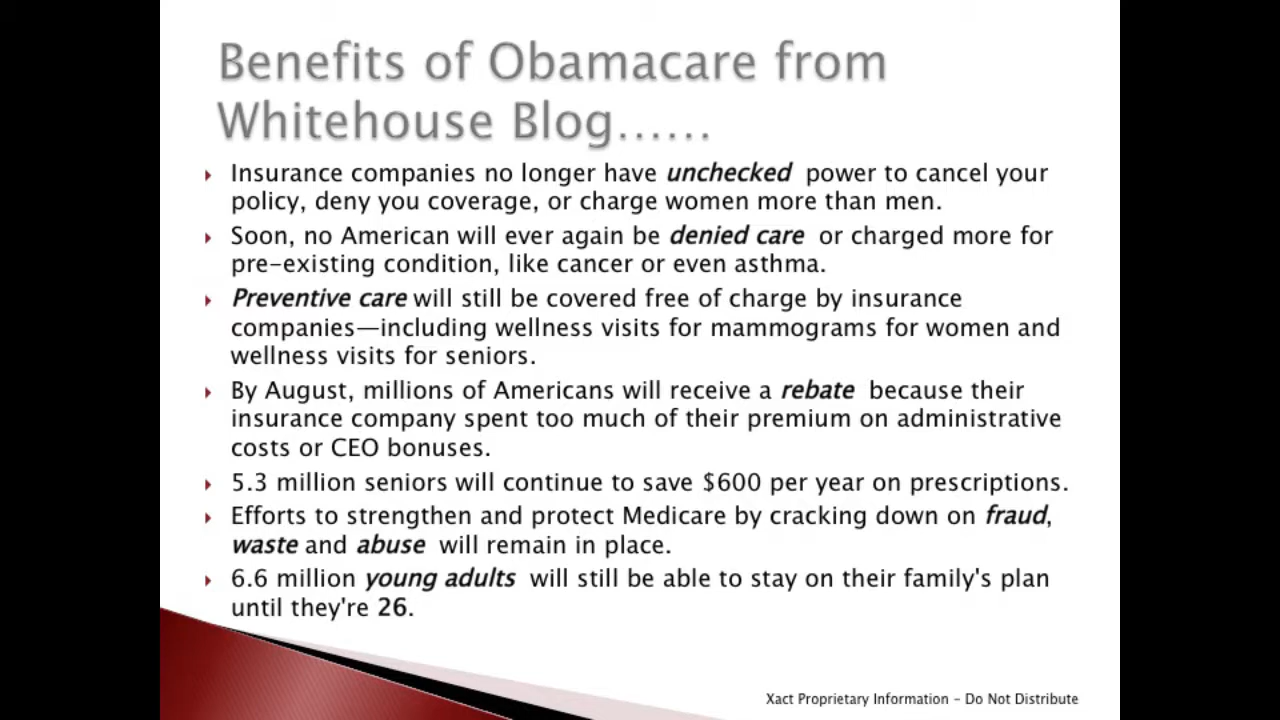 Benefits of Obamacare from
Whitehouse Blog......
Insurance companies no longer have unchecked power to cancel your
policy, deny you coverage, or charge women more than men.
Soon, no American will ever again be denied care or charged more for
pre-existing condition, like cancer or even asthma.
Preventive care will still be covered free of charge by insurance
companies—including wellness visits for mammograms for women and
wellness visits for seniors.
By August, millions of Americans will receive a rebate because their
insurance company spent too much of their premium on administrative
costs or CEO bonuses.
5.3 million seniors will continue to save $600 per year on prescriptions.
Efforts to strengthen and protect Medicare by cracking down on fraud,
waste and abuse will remain in place.
6.6 million young adults will still be able to stay on their family's plan
until they're 26.
Xact Proprietary Information - Do Not Distribute